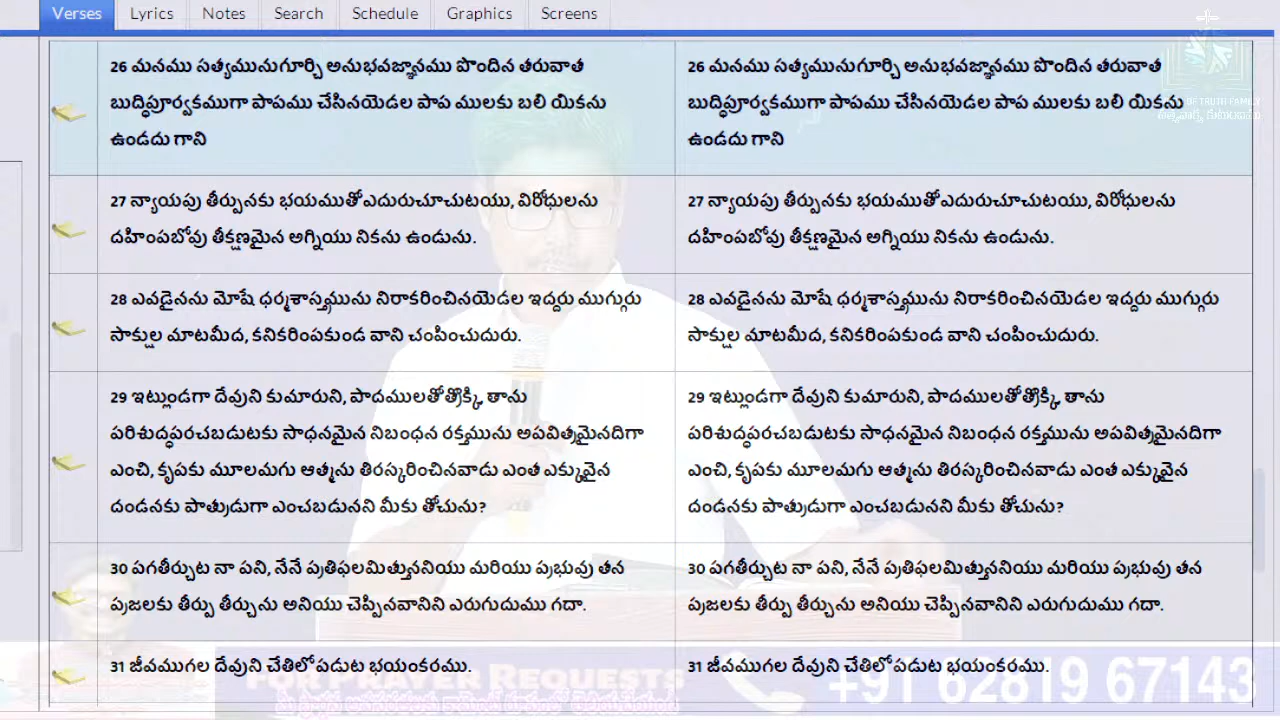 Verses Lyrics Notes Search Schedule Graphics Screens
26 మనము సత్యమునుగూర్చి అనుభవజ్ఞానము పొందిన తరువాత
బుద్ధిపూర్వకముగా పాపము చేసినయెడల పాప ములకు బలి యికను
ఉండదు గాని
26 మనము సత్యమునుగూర్చి అనుభవజ్ఞానము పొందిన తరువాత
బుద్ధిపూర్వకముగా పాపము చేసినయెడల పాప ములకు బలి యికను
ఉండదు గాని
OF TRUTH FAMILY
27 న్యాయపు తీర్పునకు భయముతోఎదురుచూచుటయు, విరోధులను
దహింపబోవు తీక్షణమైన అగ్నియు నికను ఉండును.
27 న్యాయపు తీర్పునకు భయముతోఎదురుచూచుటయు, విరోధులను
దహింపబోవు తీక్షణమైన అగ్నియు నికను ఉండును.
28 ఎవడైనను మోషే ధర్మశాస్త్రమును నిరాకరించినయెడల ఇద్దరు ముగ్గురు
సాక్షుల మాటమీద, కనికరింపకుండ వాని చంపించుదురు.
28 ఎవడైనను మోషే ధర్మశాస్త్రమును నిరాకరించినయెడల ఇద్దరు ముగ్గురు
సాక్షుల మాటమీద, కనికరింపకుండ వాని చంపించుదురు.
29 ఇట్లుండగా దేవుని కుమారుని, పాదములతోత్రొక్కి, తాను
పరిశుద్ధపరచబడుటకు సాధనమైన నిబంధన రక్తమును అపవిత్రమైనదిగా
ఎంచి, కృపకు మూలమగు ఆత్మను తిరస్కరించినవాడు ఎంత ఎక్కువైన
దండనకు పాత్రుడుగా ఎంచబడునని మీకు తోచును?
29 ఇట్లుండగా దేవుని కుమారుని, పాదములతోత్రొక్కి, తాను
పరిశుద్ధపరచబడుటకు సాధనమైన నిబంధన రక్తమును అపవిత్రమైనదిగా
ఎంచి, కృపకు మూలమగు ఆత్మను తిరస్కరించినవాడు ఎంత ఎక్కువైన
దండనకు పాత్రుడుగా ఎంచబడునని మీకు తోచును?
30 పగతీర్చుట నా పని, నేనే ప్రతిఫలమిత్తుననియు మరియు ప్రభువు తన
ప్రజలకు తీర్పు తీర్చును అనియు చెప్పినవానిని ఎరుగుదుము గదా.
30 పగతీర్చుట నా పని, నేనే ప్రతిఫలమిత్తుననియు మరియు ప్రభువు తన
ప్రజలకు తీర్పు తీర్చును అనియు చెప్పినవానిని ఎరుగుదుము గదా.
31 జీవముగల దేవుని చేతిలో పడుట భయంకరము.
31 జీవముగల దేవుని చేతిలో పడుట భయంకరము.
FOR PRAYER REQUESTS
+91 62819 67143